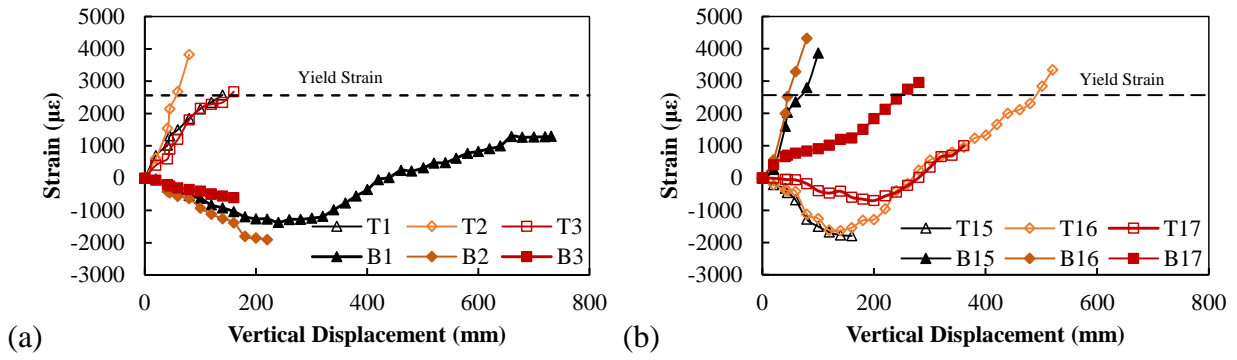 5000
4000
3000
2000
1000
0
-1000
-2000
-3000
Strain (με)
Yield Strain
T1 T2 T3
B1 B2 B3
0 200 400 600 800
Vertical Displacement (mm)
(a)
5000
4000
3000
2000
1000
0
-1000
-2000
-3000
Strain (με)
Yield Strain
T15 T16 T17
B15 B16 B17
0 200 400 600 800
Vertical Displacement (mm)
(b)